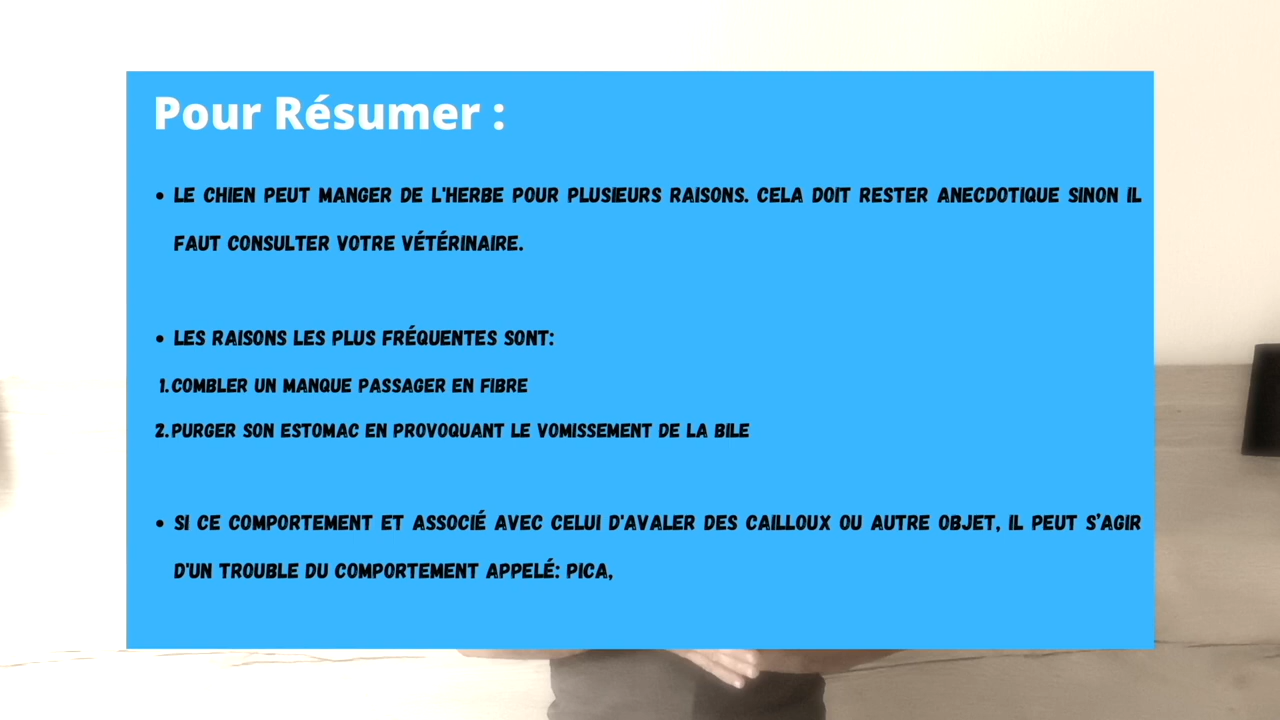 Pour Résumer :
• LE CHIEN PEUT MANGER DE L'HERBE POUR PLUSIEURS RAISONS. CELA DOIT RESTER ANECDOTIQUE SINON IL
FAUT CONSULTER VOTRE VÉTÉRINAIRE.
• LES RAISONS LES PLUS FRÉQUENTES SONT:
1. COMBLER UN MANQUE PASSAGER EN FIBRE
2. PURGER SON ESTOMAC EN PROVOQUANT LE VOMISSEMENT DE LA BILE
• SI CE COMPORTEMENT ET ASSOCIÉ AVEC CELUI D'AVALER DES CAILLOUX OU AUTRE OBJET, IL PEUT S'AGIR
D'UN TROUBLE DU COMPORTEMENT APPELÉ: PICA,